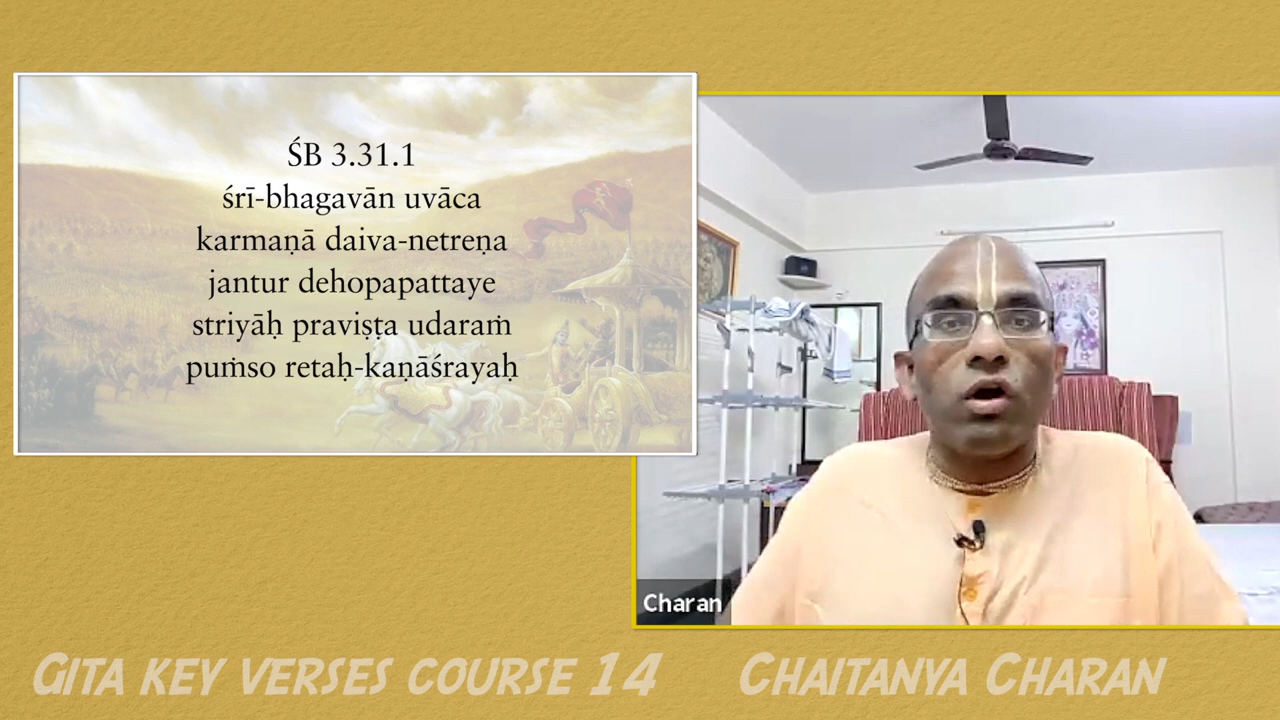 ŚB 3.31.1
śrī-bhagavān uvāca
karmaṇā daiva-netreṇa
jantur dehopapattaye
striyāḥ praviṣṭa udaraṁ
puṁso retaḥ-kaṇāśrayaḥ
Charan
Gita key verses course 14
Chaitanya Charan